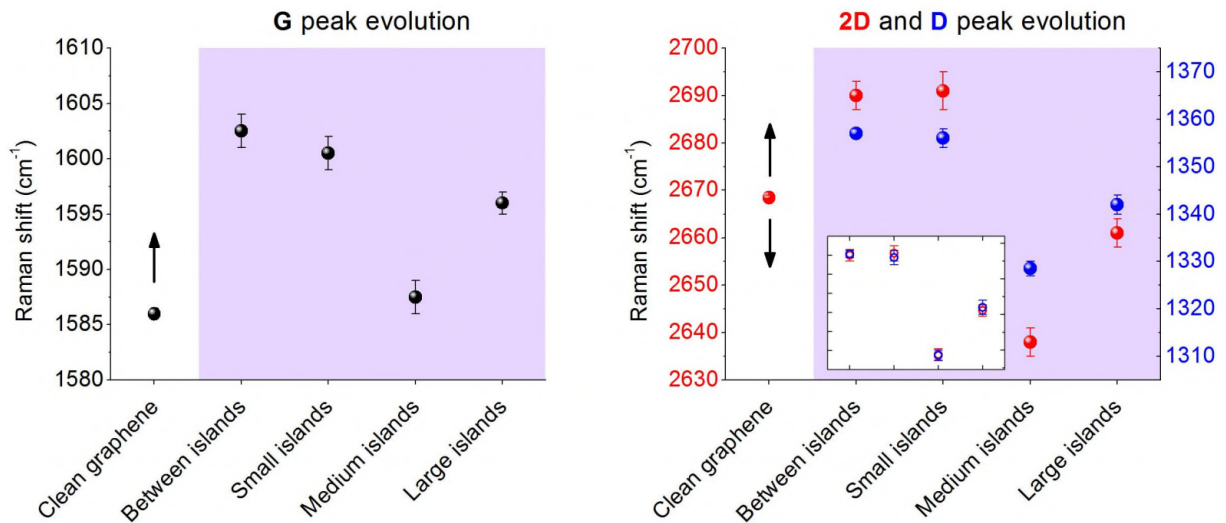 G peak evolution
Raman shift (cm⁻¹)
1610
1605
1600
1595
1590
1585
1580
Clean graphene
Between islands
Small islands
Medium islands
Large islands
2D and D peak evolution
Raman shift (cm⁻¹)
2700
2690
2680
2670
2660
2650
2640
2630
1370
1360
1350
1340
1330
1320
1310
Clean graphene
Between islands
Small islands
Medium islands
Large islands